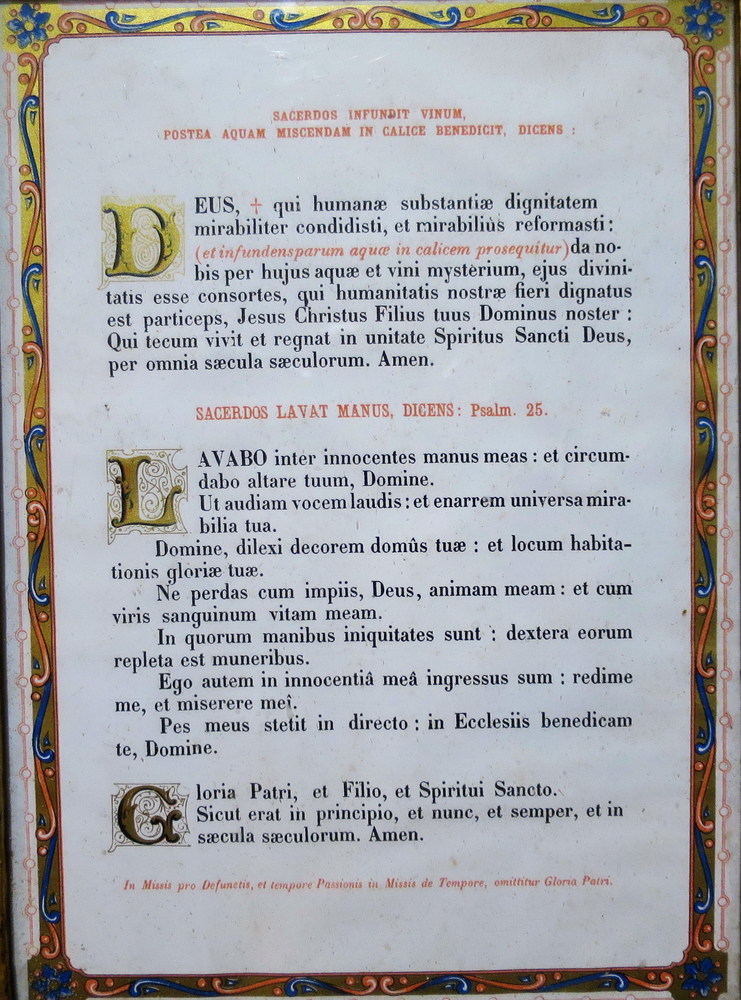 SACERDOS INFUNDIT VINUM,
POSTEA AQUAM MISCENDAM IN CALICE BENEDICIT, DICENS :
DEUS, † qui humanæ substantiæ dignitatem
mirabiliter condidisti, et mirabiliùs reformasti :
(et infundens parum aquæ in calicem prosequitur) da no-
bis per hujus aquæ et vini mysterium, ejus divini-
tatis esse consortes, qui humanitatis nostræ fieri dignatus
est particeps, Jesus Christus Filius tuus Dominus noster :
Qui tecum vivit et regnat in unitate Spiritus Sancti Deus,
per omnia sæcula sæculorum. Amen.
SACERDOS LAVAT MANUS, DICENS : Psalm. 25.
LAVABO inter innocentes manus meas : et circum-
dabo altare tuum, Domine.
Ut audiam vocem laudis : et enarrem universa mira-
bilia tua.
Domine, dilexi decorem domûs tuæ : et locum habita-
tionis gloriæ tuæ.
Ne perdas cum impiis, Deus, animam meam : et cum
viris sanguinum vitam meam.
In quorum manibus iniquitates sunt : dextera eorum
repleta est muneribus.
Ego autem in innocentiâ meâ ingressus sum : redime
me, et miserere meî.
Pes meus stetit in directo : in Ecclesiis benedicam
te, Domine.
Gloria Patri, et Filio, et Spiritui Sancto.
Sicut erat in principio, et nunc, et semper, et in
sæcula sæculorum. Amen.
In Missis pro Defunctis, et tempore Passionis in Missis de Tempore, omittitur Gloria Patri.